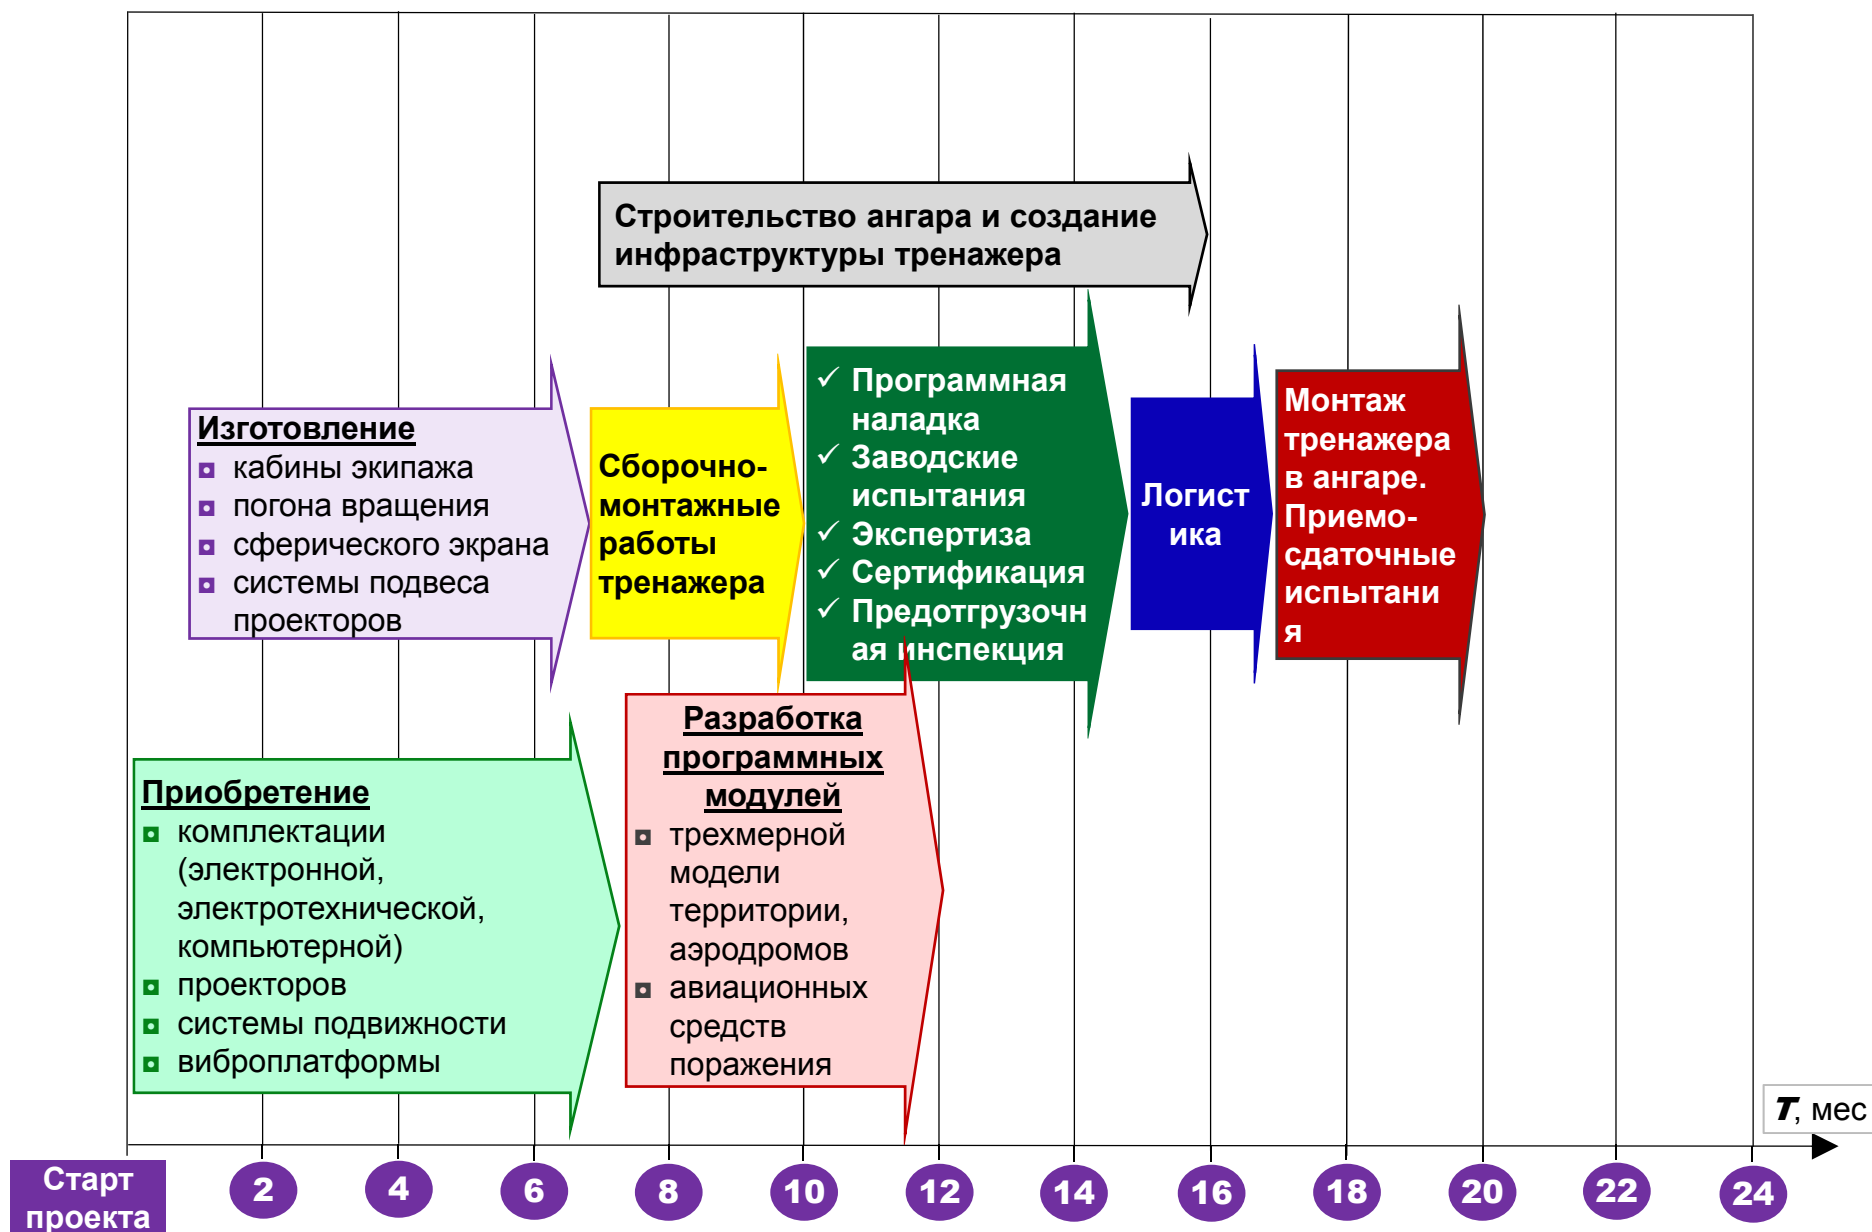 Строительство ангара и создание
инфраструктуры тренажера
Изготовление
кабины экипажа
погона вращения
сферического экрана
системы подвеса
проекторов
Сборочно-
монтажные
работы
тренажера
Программная
наладка
Заводские
испытания
Экспертиза
Сертификация
Предотгрузочн
ая инспекция
Логист
ика
Монтаж
тренажера
в ангаре.
Приемо-
сдаточные
испытани
я
Приобретение
комплектации
(электронной,
электротехнической,
компьютерной)
проекторов
системы подвижности
виброплатформы
Разработка
программных
модулей
трехмерной
модели
территории,
аэродромов
авиационных
средств
поражения
T, мес
Старт
проекта
2 4 6 8 10 12 14 16 18 20 22 24